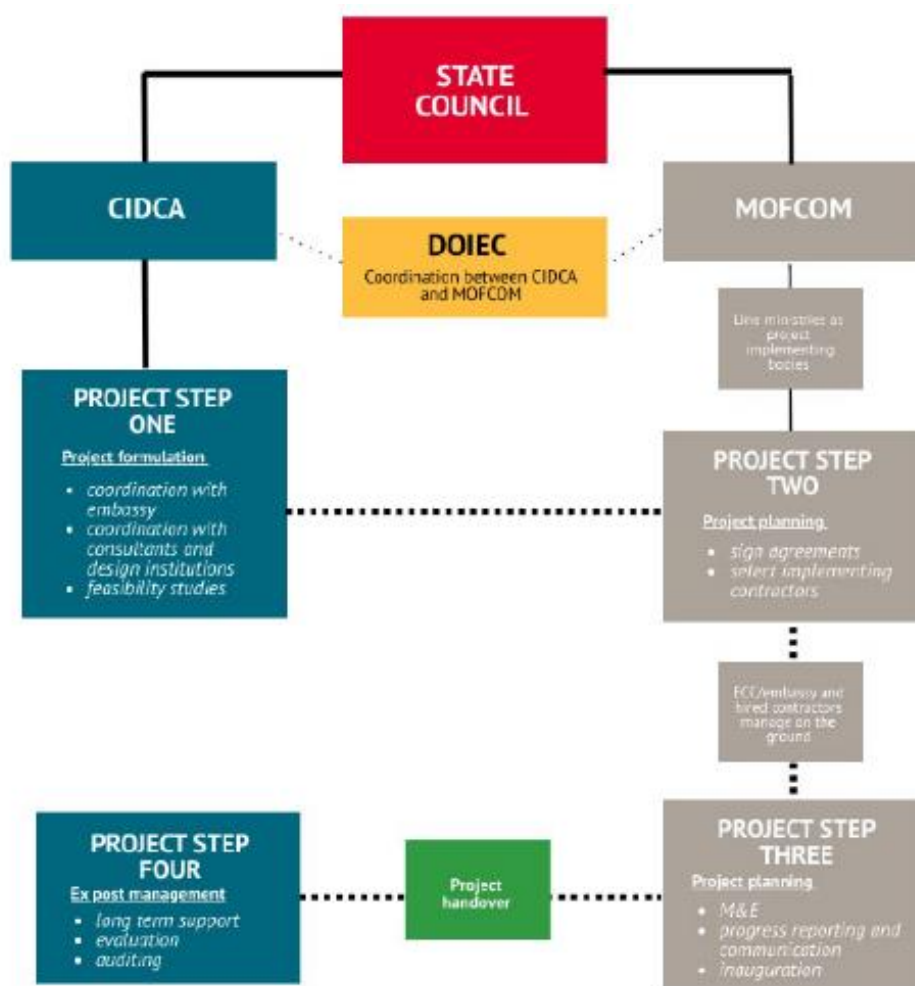 STATE
COUNCIL
CIDCA
MOFCOM
DOIEC
Coordination between CIDCA
and MOFCOM
Line ministries as
project
implementing
bodies
PROJECT STEP
ONE
Project formulation
• coordination with
embassy
• coordination with
consultants and
design institutions
• feasibility studies
PROJECT STEP
TWO
Project planning
• sign agreements
• select implementing
contractors
ECC/embassy and
hired contractors
manage on the
ground
PROJECT STEP
THREE
Project planning
• M&E
• progress reporting and
communication
• inauguration
Project
handover
PROJECT STEP
FOUR
Ex post management
• long term support
• evaluation
• auditing